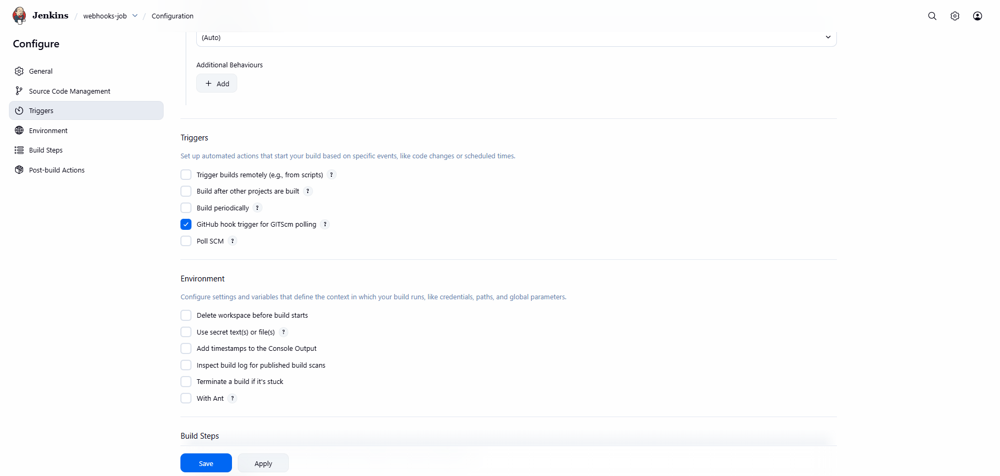 Jenkins / webhooks-job / Configuration
Configure
General
Source Code Management
Triggers
Environment
Build Steps
Post-build Actions
(Auto)
Additional Behaviours
+ Add
Triggers
Set up automated actions that start your build based on specific events, like code changes or scheduled times.
Trigger builds remotely (e.g., from scripts) ?
Build after other projects are built ?
Build periodically ?
GitHub hook trigger for GITScm polling ?
Poll SCM ?
Environment
Configure settings and variables that define the context in which your build runs, like credentials, paths, and global parameters.
Delete workspace before build starts
Use secret text(s) or file(s) ?
Add timestamps to the Console Output
Inspect build log for published build scans
Terminate a build if it's stuck
With Ant ?
Build Steps
Save
Apply